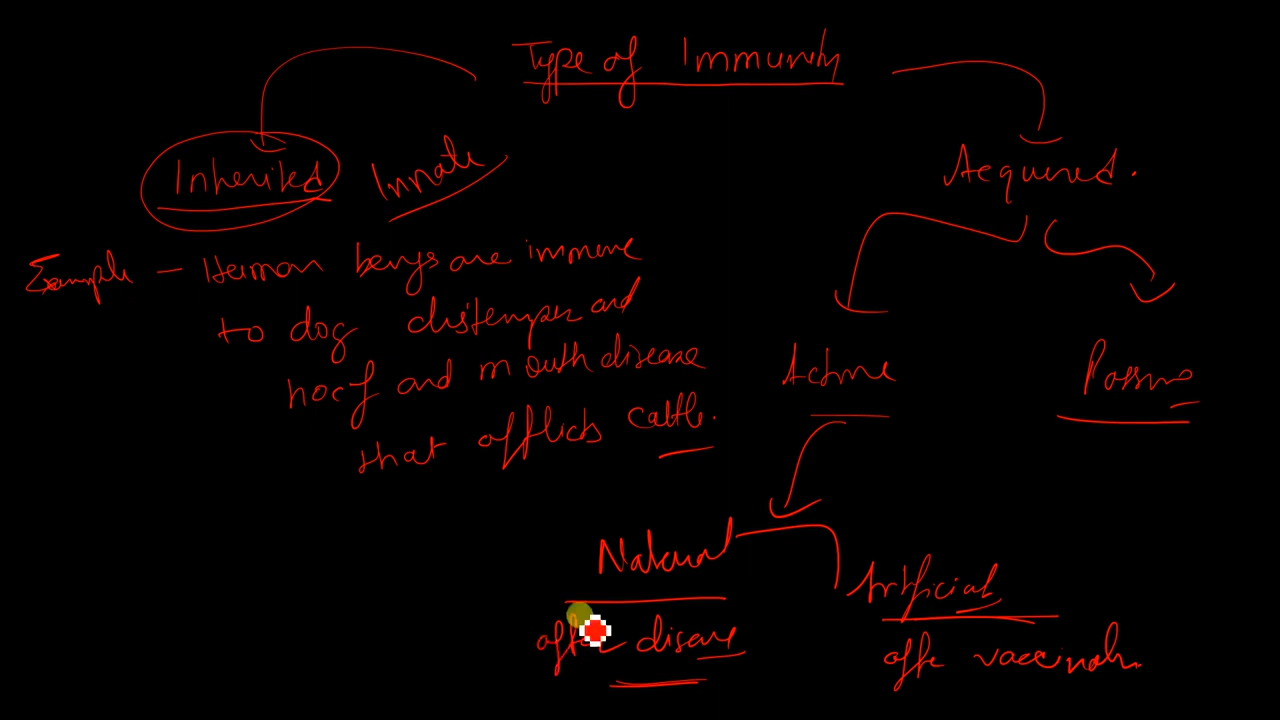 Type of Immunity
Inherited Innate
Acquired.
Example - Human beings are immune
to dog distemper and
hoof and mouth disease
that afflicts cattle.
Active
Passive
Natural
Artificial
after disease
after vaccination